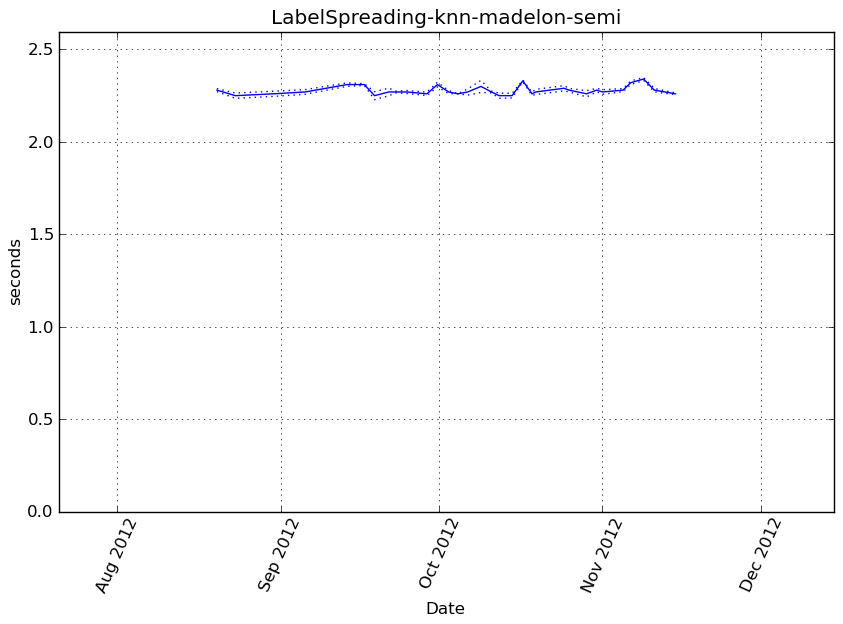 LabelSpreading-knn-madelon-semi
2.5
2.0
1.5
1.0
0.5
0.0
seconds
Aug 2012
Sep 2012
Oct 2012
Nov 2012
Dec 2012
Date